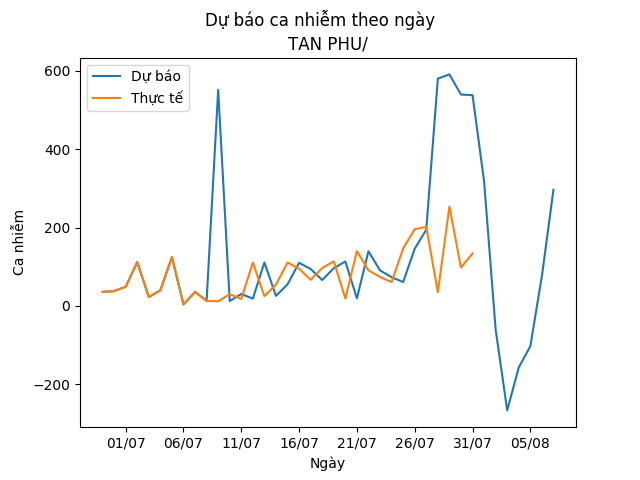 Dự báo ca nhiễm theo ngày
TAN PHU/
Dự báo
Thực tế
Ca nhiễm
600
400
200
0
−200
01/07 06/07 11/07 16/07 21/07 26/07 31/07 05/08
Ngày